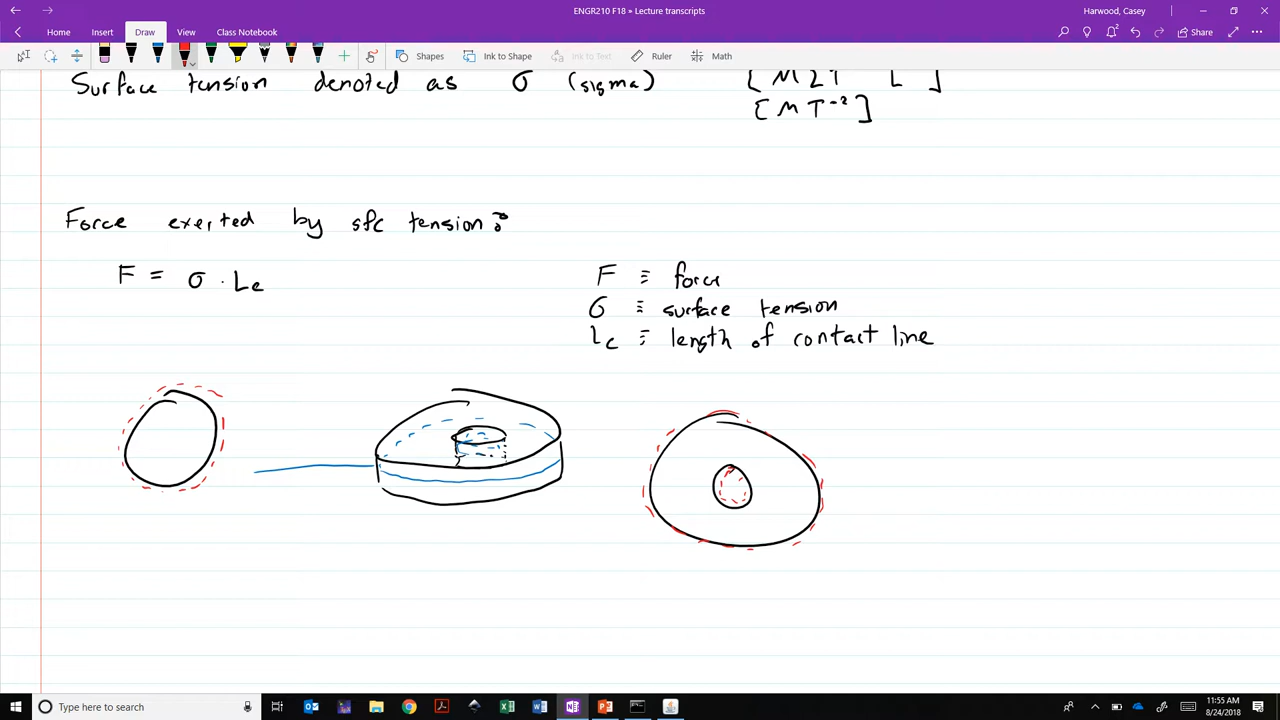 ENGR210 F18 » Lecture transcripts
Harwood, Casey
Home Insert Draw View Class Notebook
Share
Shapes Ink to Shape Ink to Text Ruler Math
Surface tension denoted as σ (sigma)
[ M T⁻² ]
Force exerted by sfc tension:
F = σ · Lc
F ≡ force
σ ≡ surface tension
Lc ≡ length of contact line
Type here to search
11:55 AM
8/24/2018